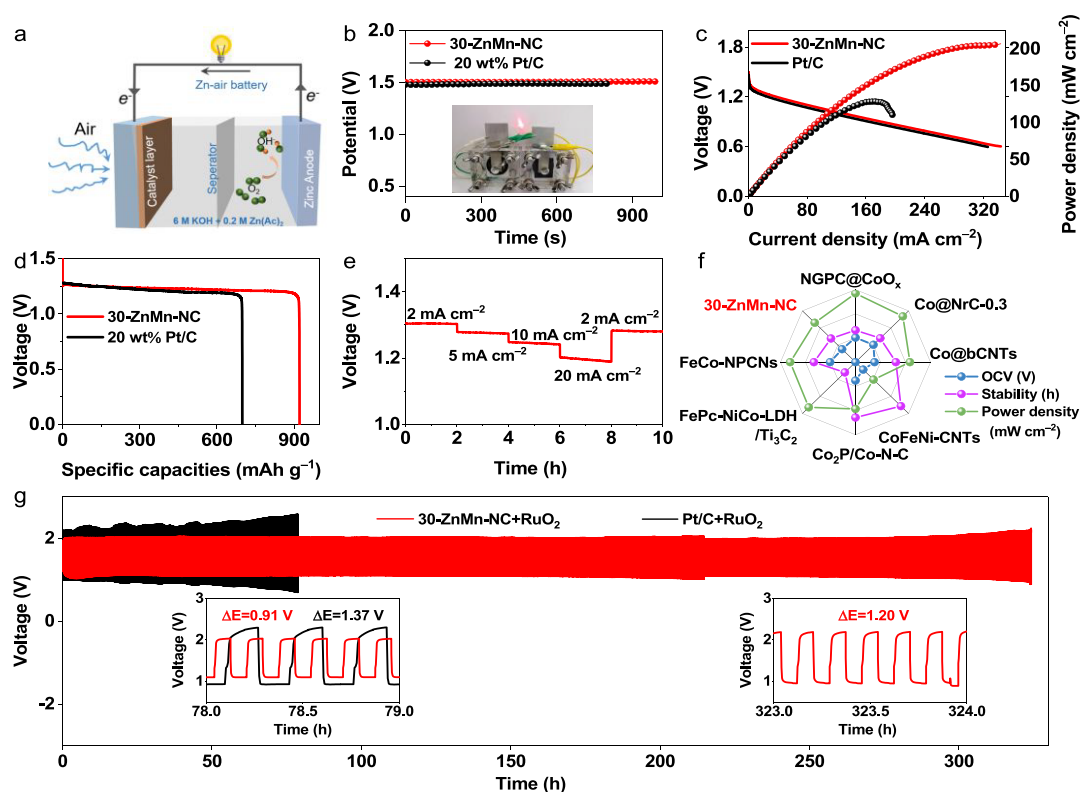 a
Zn-air battery
e⁻
e⁻
Air
Catalyst layer
Seperator
OH⁻
O₂
Zinc Anode
6 M KOH + 0.2 M Zn(Ac)₂
b
2.0
1.5
1.0
0.5
Potential (V)
30-ZnMn-NC
20 wt% Pt/C
0 300 600 900
Time (s)
c
1.8
1.2
0.6
0.0
Voltage (V)
30-ZnMn-NC
Pt/C
200
150
100
50
0
Power density (mW cm⁻²)
0 80 160 240 320
Current density (mA cm⁻²)
d
1.5
1.0
0.5
0.0
Voltage (V)
30-ZnMn-NC
20 wt% Pt/C
0 300 600 900
Specific capacities (mAh g⁻¹)
e
1.4
1.3
1.2
1.1
Voltage (V)
2 mA cm⁻²
5 mA cm⁻²
10 mA cm⁻²
20 mA cm⁻²
2 mA cm⁻²
0 2 4 6 8 10
Time (h)
f
NGPC@CoOₓ
30-ZnMn-NC
Co@NrC-0.3
FeCo-NPCNs
Co@bCNTs
FePc-NiCo-LDH
/Ti₃C₂
Co₂P/Co-N-C
CoFeNi-CNTs
OCV (V)
Stability (h)
Power density
(mW cm⁻²)
g
30-ZnMn-NC+RuO₂
Pt/C+RuO₂
2
0
-2
Voltage (V)
3
2
1
Voltage (V)
ΔE=0.91 V
ΔE=1.37 V
78.0 78.5 79.0
Time (h)
3
2
1
Voltage (V)
ΔE=1.20 V
323.0 323.5 324.0
Time (h)
0 50 100 150 200 250 300
Time (h)